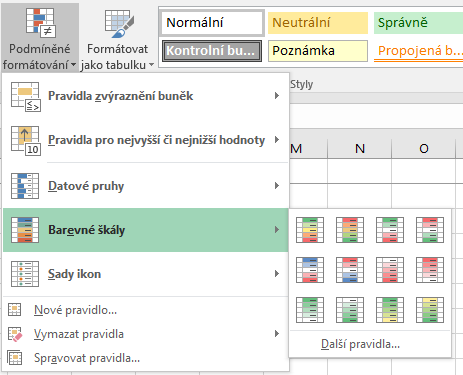 Podmíněné
formátování
Formátovat
jako tabulku
Normální
Neutrální
Správně
Kontrolní bu...
Poznámka
Propojená b...
Styly
Pravidla zvýraznění buněk
Pravidla pro nejvyšší či nejnižší hodnoty
10
Datové pruhy
Barevné škály
Sady ikon
Nové pravidlo...
Vymazat pravidla
Spravovat pravidla...
M N O
Další pravidla...